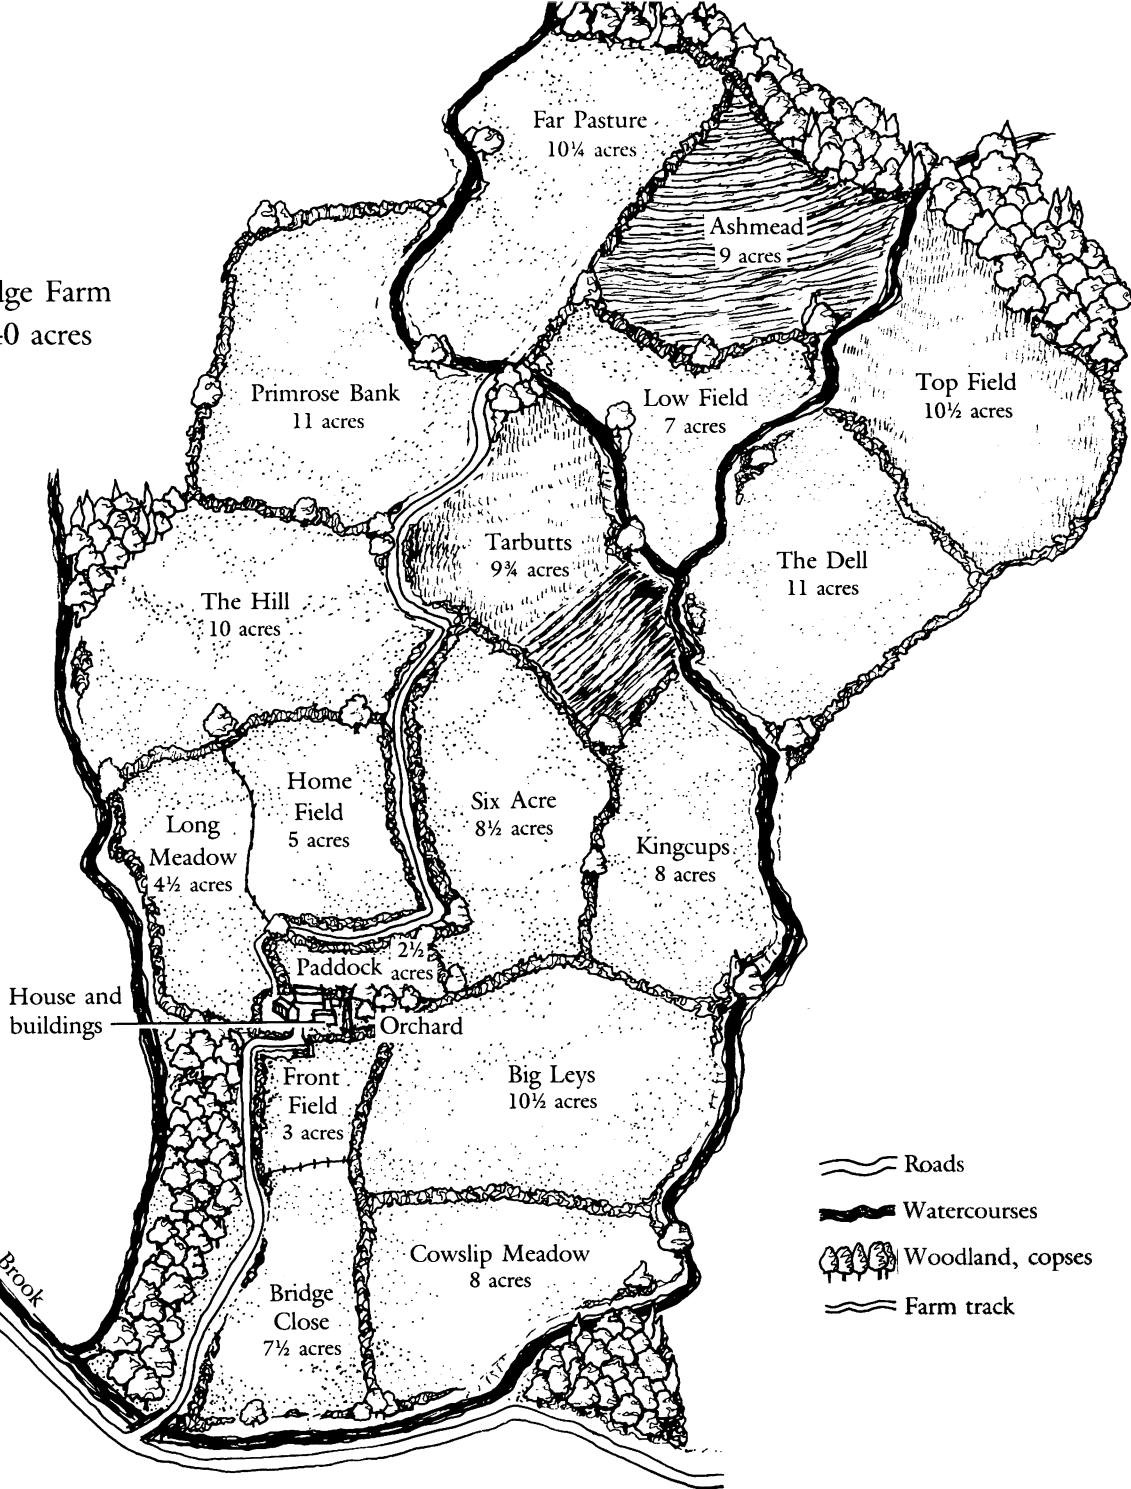 Far Pasture
10¼ acres
Ashmead
9 acres
lge Farm
40 acres
Primrose Bank
11 acres
Low Field
7 acres
Top Field
10½ acres
Tarbutts
9¾ acres
The Dell
11 acres
The Hill
10 acres
Home
Field
5 acres
Long
Meadow
4½ acres
Six Acre
8½ acres
Kingcups
8 acres
2½
Paddock acres
House and
buildings
Orchard
Front
Field
3 acres
Big Leys
10½ acres
Roads
Watercourses
Woodland, copses
Farm track
Cowslip Meadow
8 acres
Brook
Bridge
Close
7½ acres